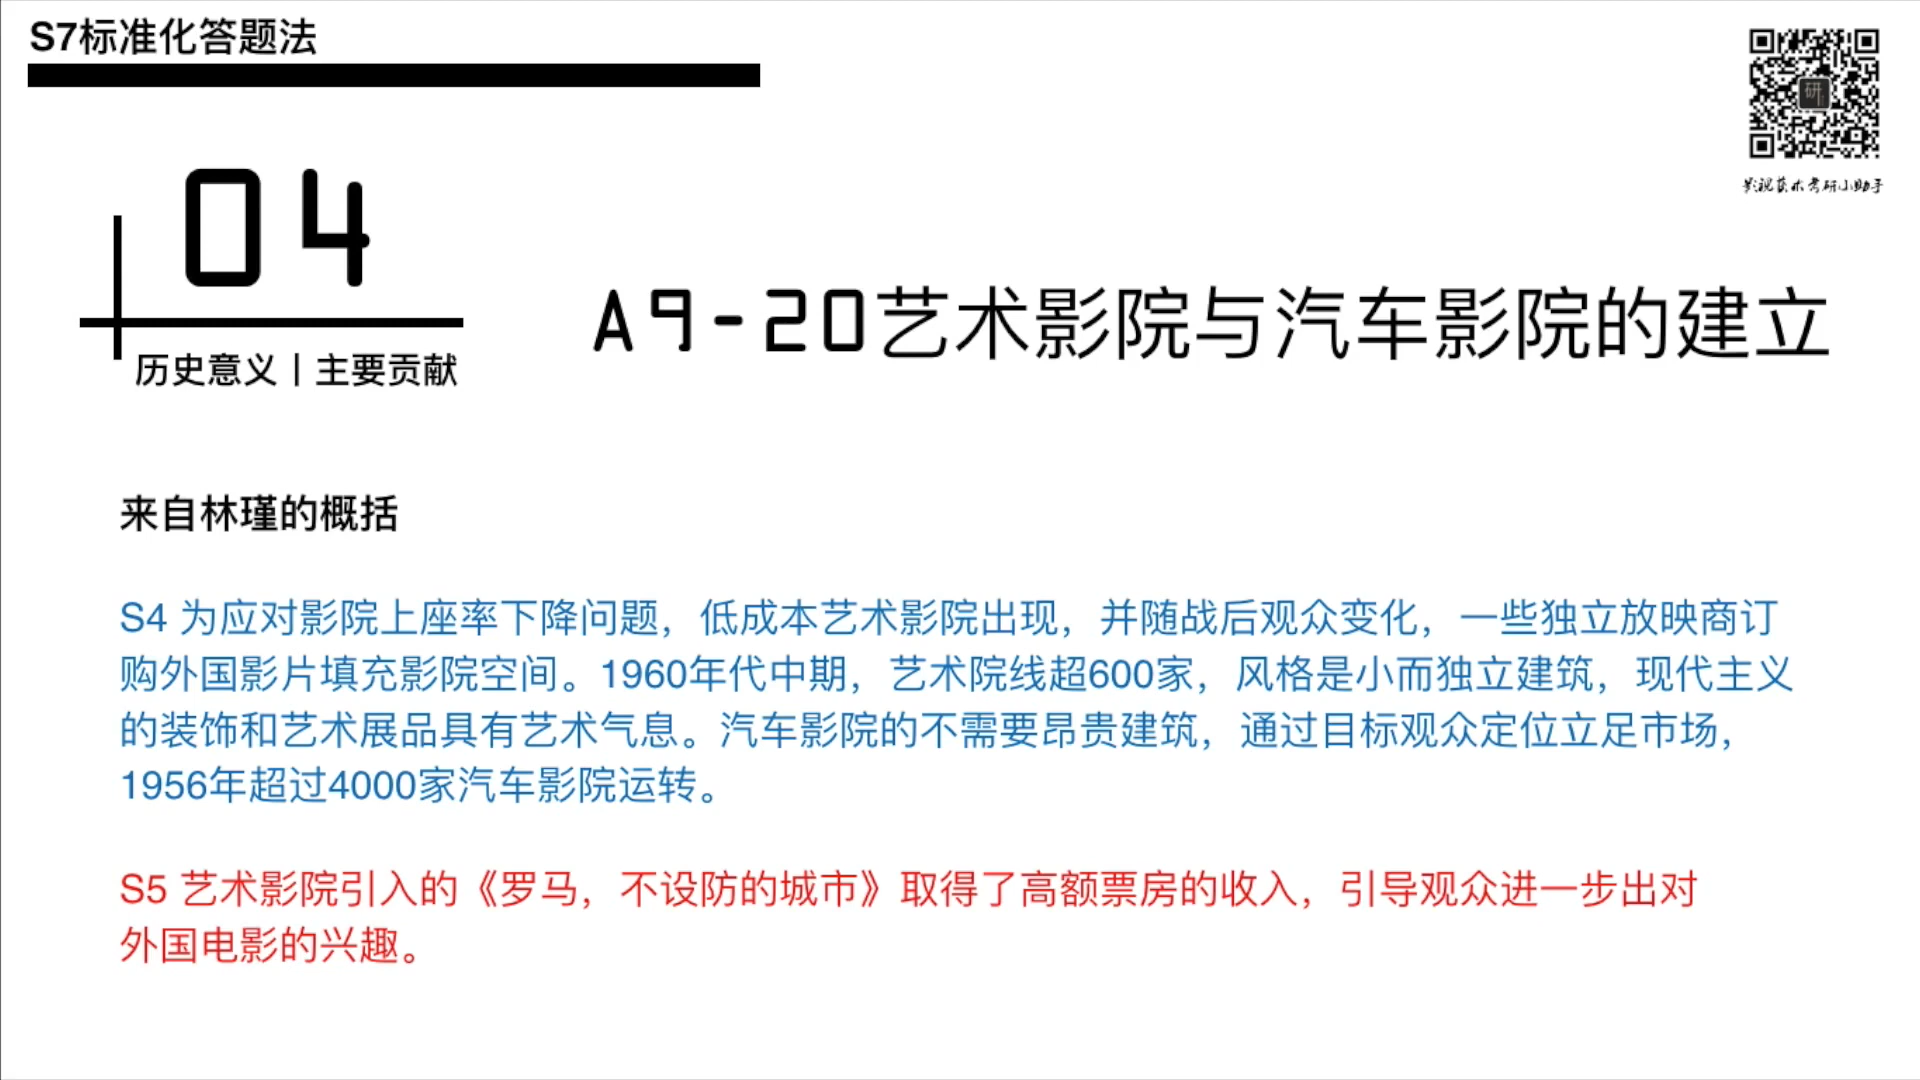 S7标准化答题法
研
影视艺术考研小助手
04
历史意义|主要贡献
A9-20艺术影院与汽车影院的建立
来自林瑾的概括
S4 为应对影院上座率下降问题，低成本艺术影院出现，并随战后观众变化，一些独立放映商订
购外国影片填充影院空间。1960年代中期，艺术院线超600家，风格是小而独立建筑，现代主义
的装饰和艺术展品具有艺术气息。汽车影院的不需要昂贵建筑，通过目标观众定位立足市场，
1956年超过4000家汽车影院运转。
S5 艺术影院引入的《罗马，不设防的城市》取得了高额票房的收入，引导观众进一步出对
外国电影的兴趣。